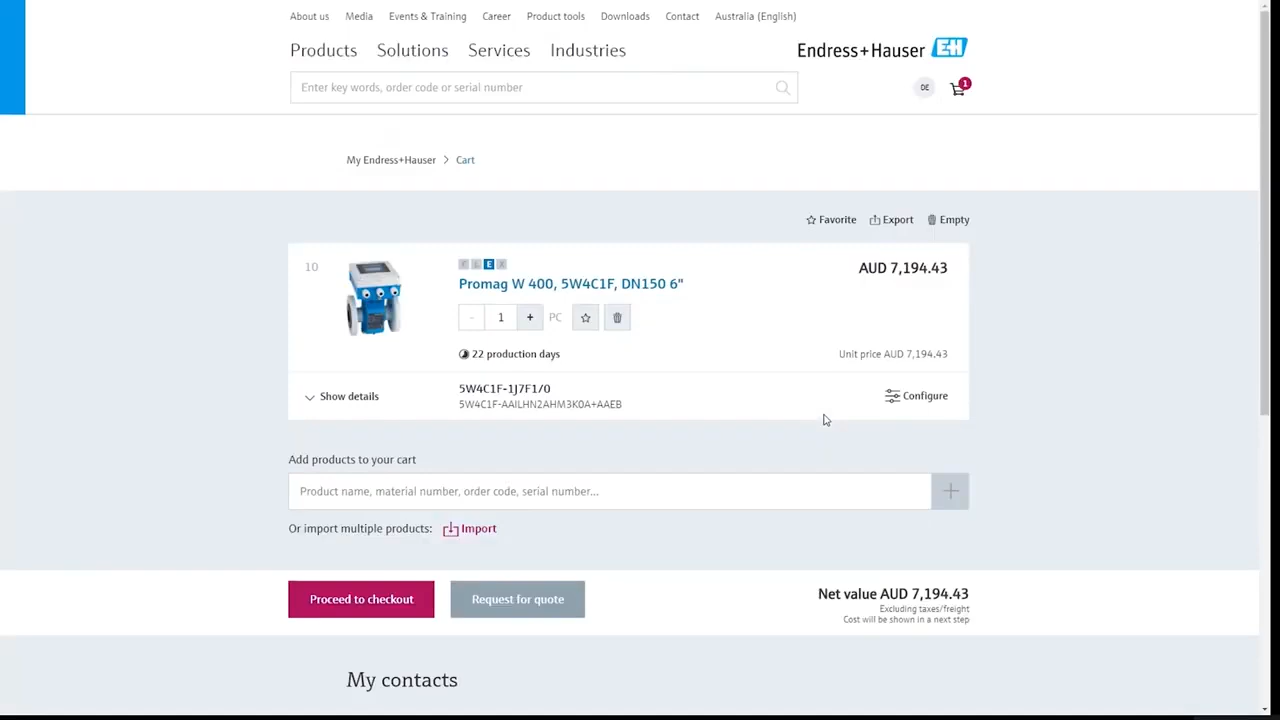 About us Media Events & Training Career Product tools Downloads Contact Australia (English)
Products Solutions Services Industries
Endress+Hauser EH
Enter key words, order code or serial number
DE 1
My Endress+Hauser > Cart
Favorite Export Empty
10
F L E X
AUD 7,194.43
Promag W 400, 5W4C1F, DN150 6"
- 1 + PC
22 production days
Unit price AUD 7,194.43
Show details
5W4C1F-1J7F1/0
5W4C1F-AAILHN2AHM3K0A+AAEB
Configure
Add products to your cart
Product name, material number, order code, serial number...
Or import multiple products: Import
Proceed to checkout
Request for quote
Net value AUD 7,194.43
Excluding taxes/freight
Cost will be shown in a next step
My contacts